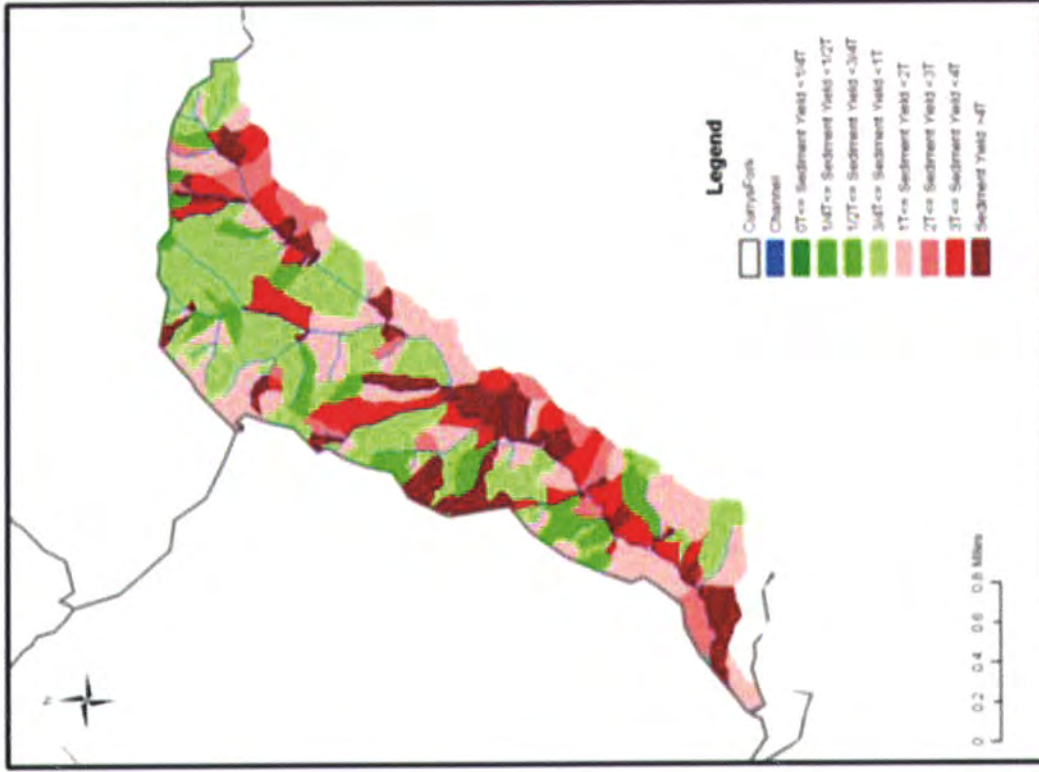 Legend
CurrysFork
Channel
0T<= Sediment Yield <1/4T
1/4T<= Sediment Yield <1/2T
1/2T<= Sediment Yield <3/4T
3/4T<= Sediment Yield <1T
1T<= Sediment Yield <2T
2T<= Sediment Yield <3T
3T<= Sediment Yield <4T
Sediment Yield >4T
0 0.2 0.4 0.6 0.8 Miles